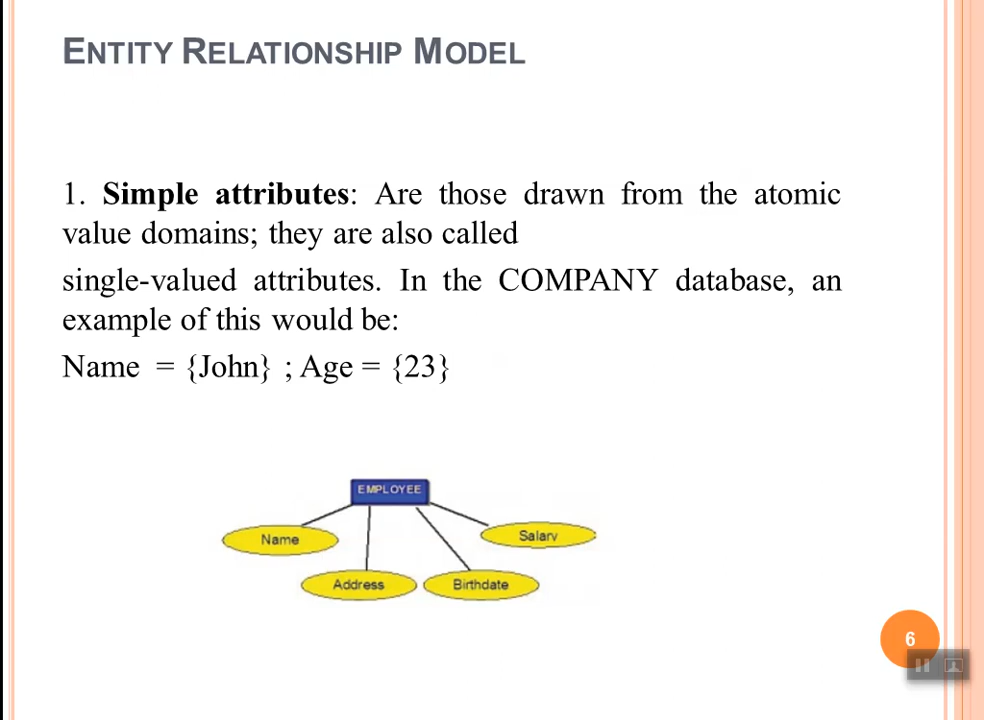 ENTITY RELATIONSHIP MODEL
1. Simple attributes: Are those drawn from the atomic
value domains; they are also called
single-valued attributes. In the COMPANY database, an
example of this would be:
Name = {John} ; Age = {23}
EMPLOYEE
Name
Salary
Address
Birthdate
6